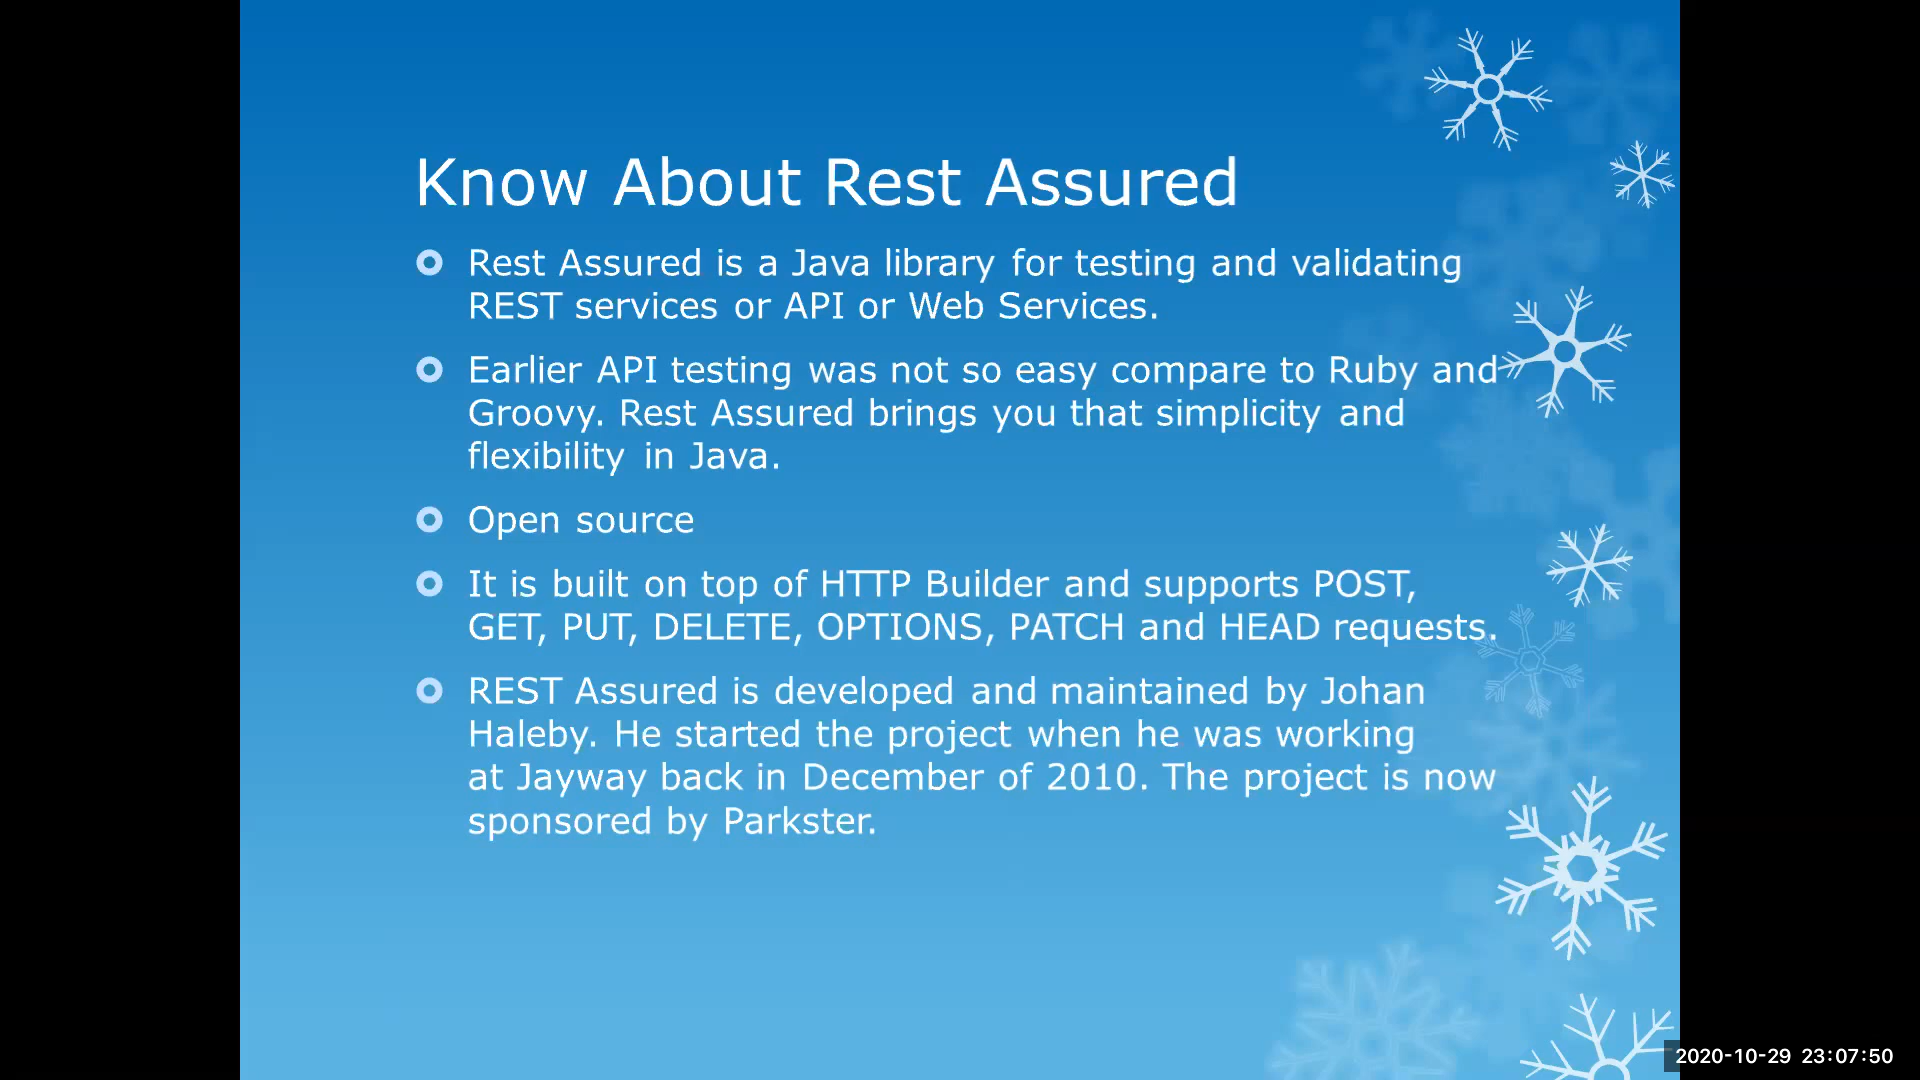 Know About Rest Assured
Rest Assured is a Java library for testing and validating
REST services or API or Web Services.
Earlier API testing was not so easy compare to Ruby and
Groovy. Rest Assured brings you that simplicity and
flexibility in Java.
Open source
It is built on top of HTTP Builder and supports POST,
GET, PUT, DELETE, OPTIONS, PATCH and HEAD requests.
REST Assured is developed and maintained by Johan
Haleby. He started the project when he was working
at Jayway back in December of 2010. The project is now
sponsored by Parkster.
2020-10-29 23:07:50